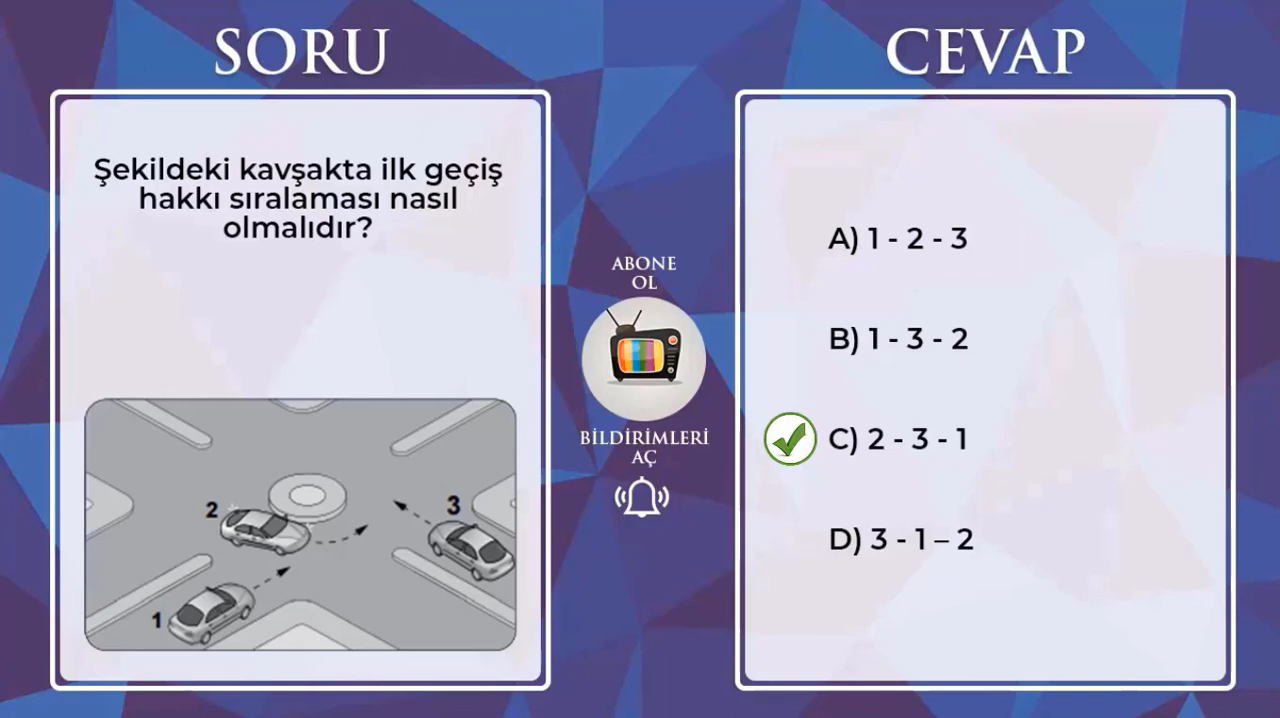 SORU
Şekildeki kavşakta ilk geçiş
hakkı sıralaması nasıl
olmalıdır?
2
3
1
ABONE
OL
BİLDİRİMLERİ
AÇ
CEVAP
A) 1 - 2 - 3
B) 1 - 3 - 2
C) 2 - 3 - 1
D) 3 - 1 – 2